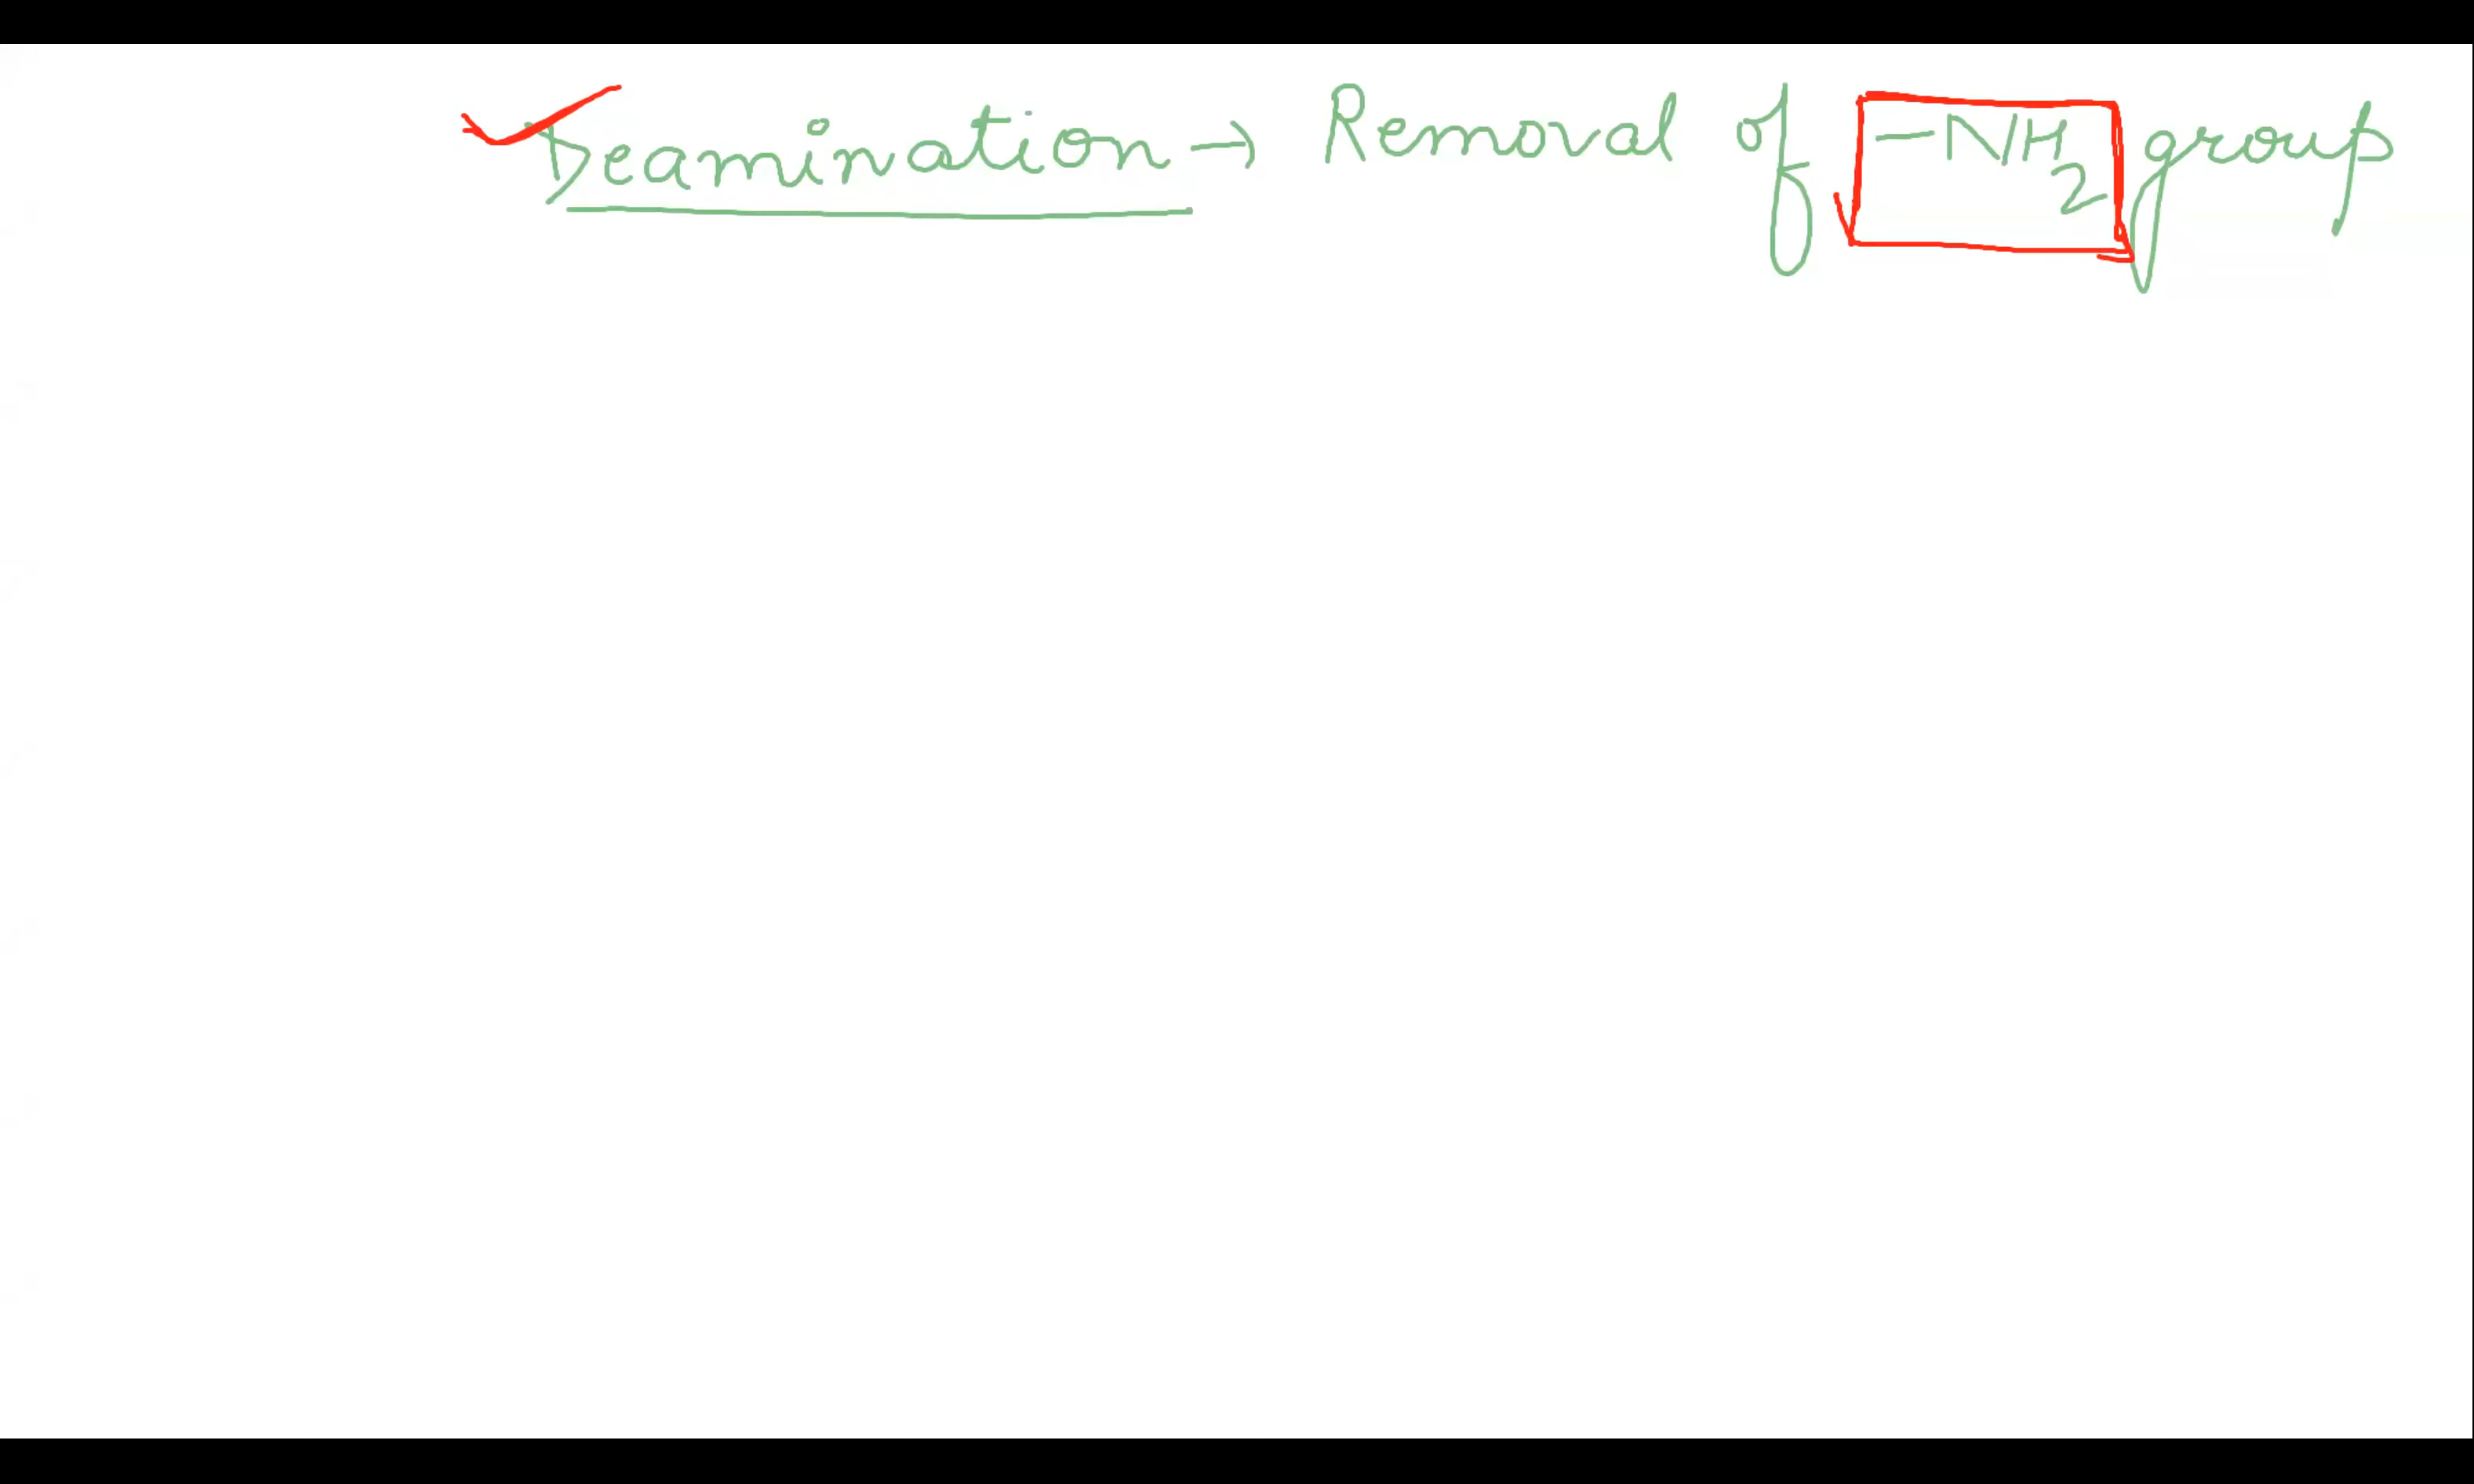 Deamination → Removal of -NH2 group